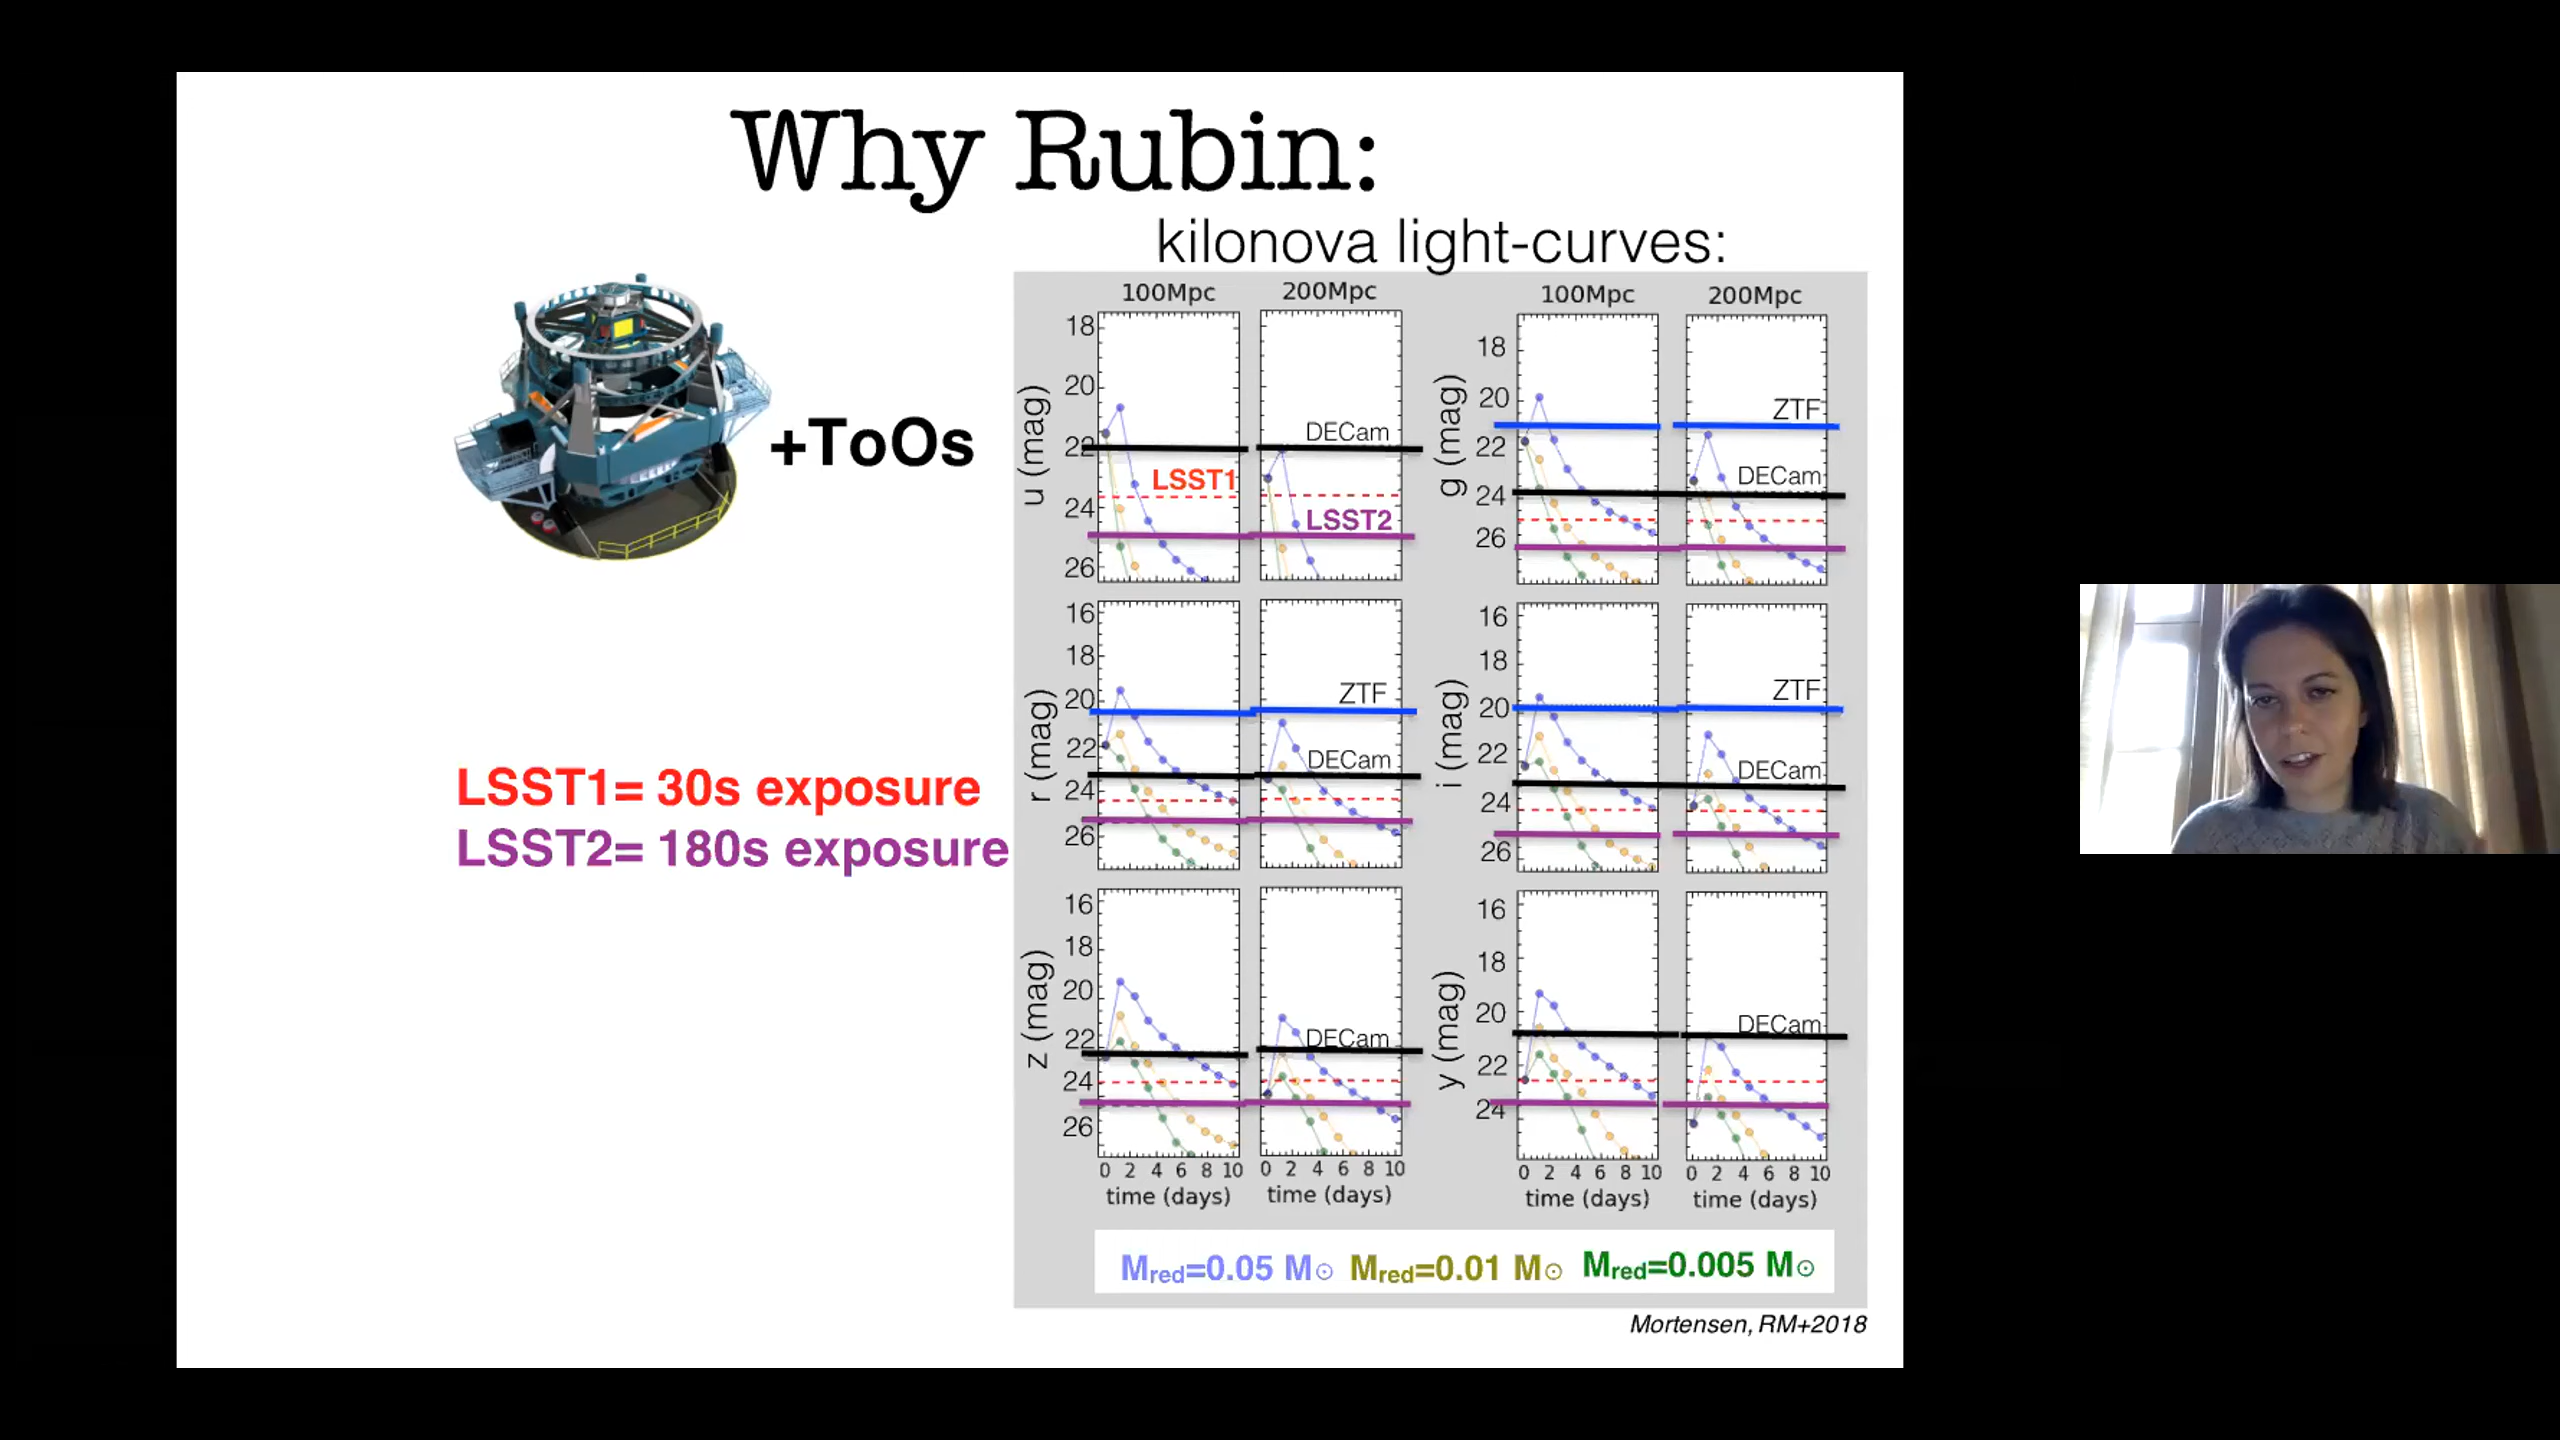 Why Rubin:
kilonova light-curves:
+ToOs
LSST1= 30s exposure
LSST2= 180s exposure
100Mpc 200Mpc
u (mag)
18
20
22
24
26
DECam
LSST1
LSST2
100Mpc 200Mpc
g (mag)
18
20
22
24
26
ZTF
DECam
r (mag)
16
18
20
22
24
26
ZTF
DECam
i (mag)
16
18
20
22
24
26
ZTF
DECam
z (mag)
16
18
20
22
24
26
DECam
0 2 4 6 8 10 0 2 4 6 8 10
time (days) time (days)
y (mag)
16
18
20
22
24
DECam
0 2 4 6 8 10 0 2 4 6 8 10
time (days) time (days)
Mred=0.05 M⊙ Mred=0.01 M⊙ Mred=0.005 M⊙
Mortensen, RM+2018